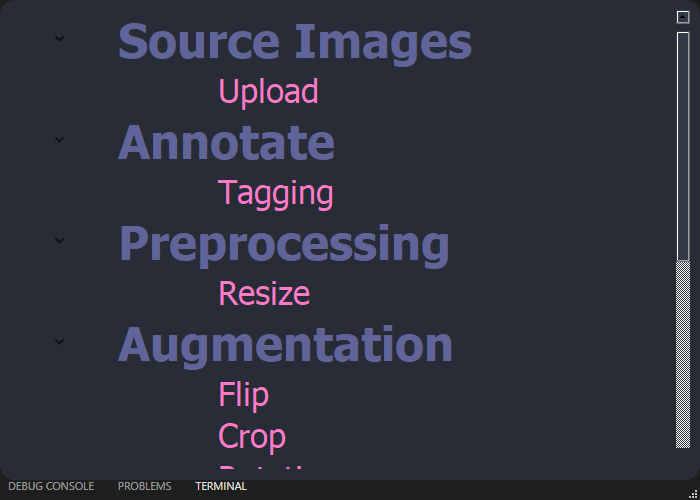 Source Images
Upload
Annotate
Tagging
Preprocessing
Resize
Augmentation
Flip
Crop
DEBUG CONSOLE PROBLEMS TERMINAL